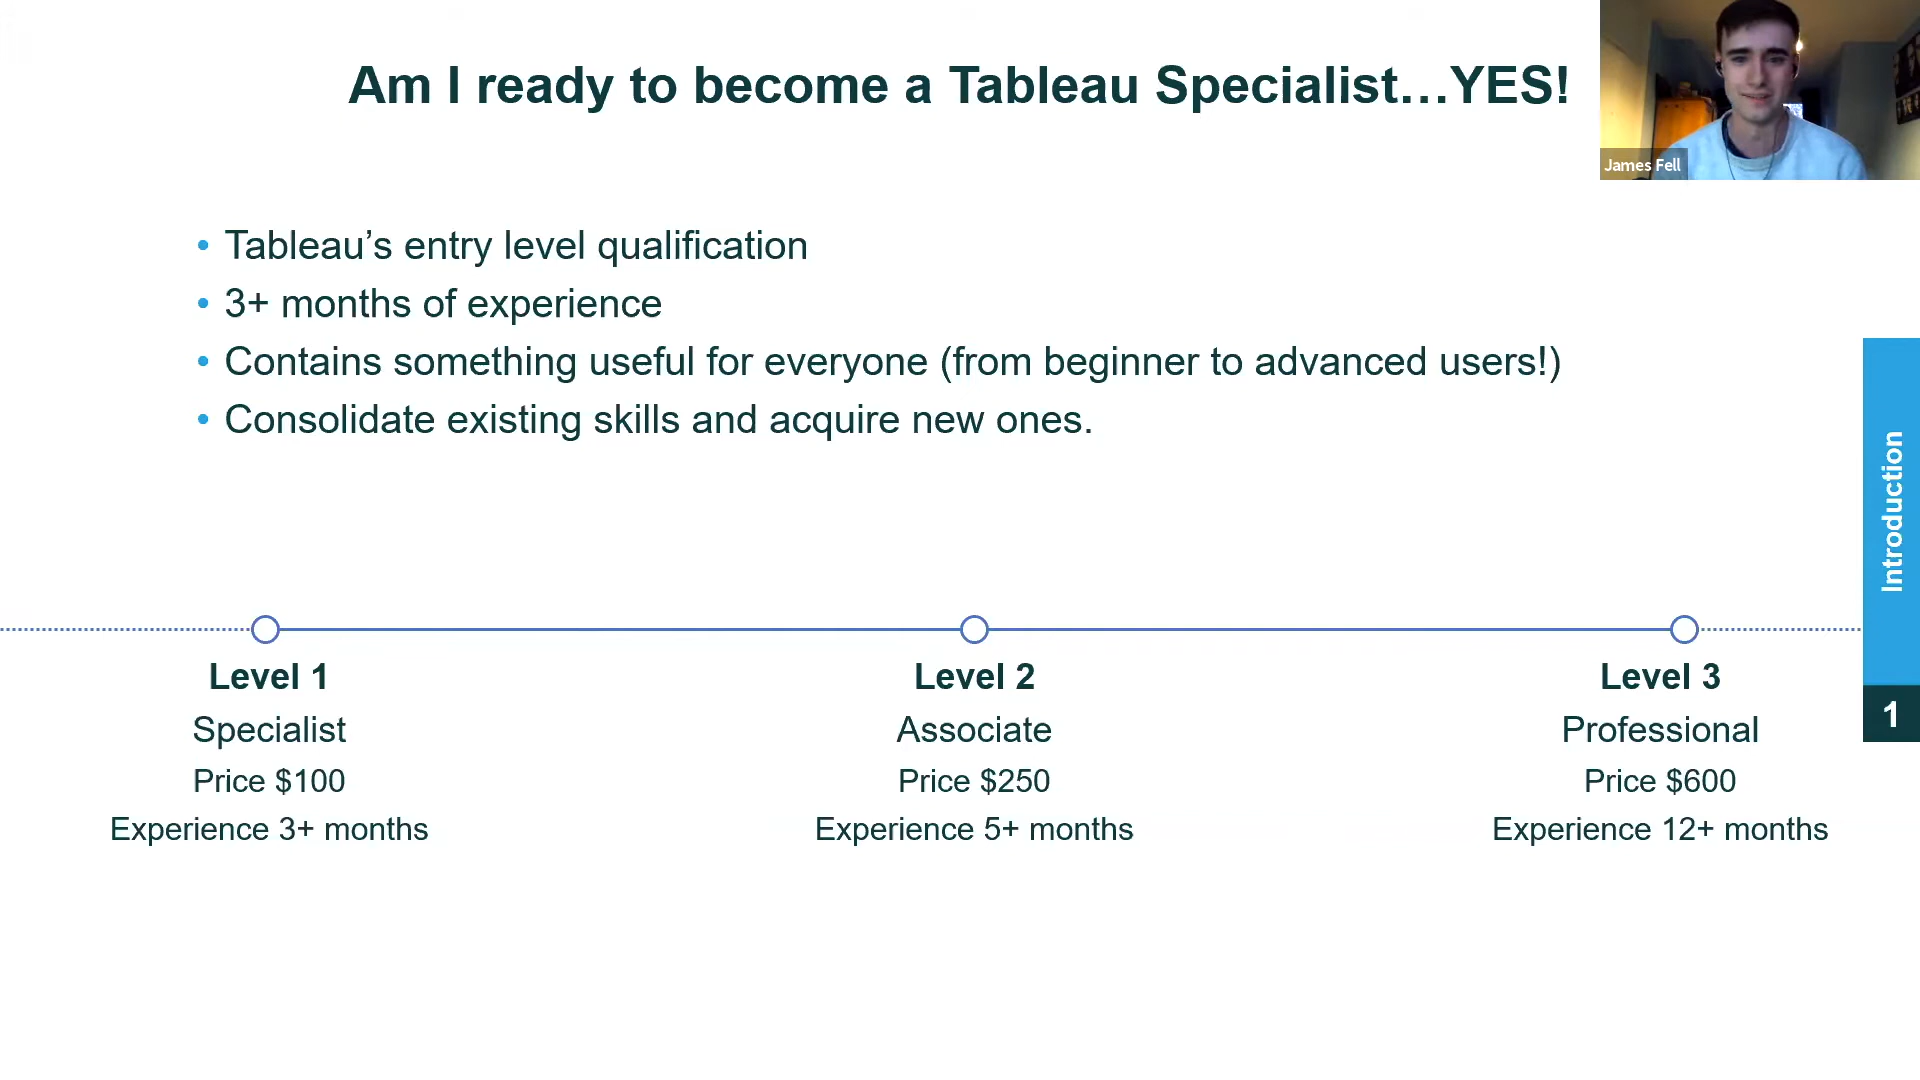 Am I ready to become a Tableau Specialist…YES!
James Fell
• Tableau’s entry level qualification
• 3+ months of experience
• Contains something useful for everyone (from beginner to advanced users!)
• Consolidate existing skills and acquire new ones.
Introduction
1
Level 1
Specialist
Price $100
Experience 3+ months
Level 2
Associate
Price $250
Experience 5+ months
Level 3
Professional
Price $600
Experience 12+ months